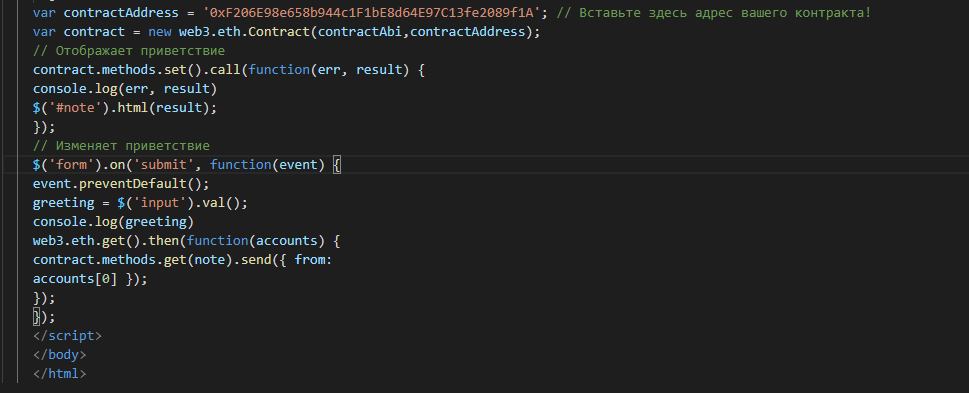 var contractAddress = '0xF206E98e658b944c1F1bE8d64E97C13fe2089f1A'; // Вставьте здесь адрес вашего контракта!
var contract = new web3.eth.Contract(contractAbi,contractAddress);
// Отображает приветствие
contract.methods.set().call(function(err, result) {
console.log(err, result)
$('#note').html(result);
});
// Изменяет приветствие
$('form').on('submit', function(event) {
event.preventDefault();
greeting = $('input').val();
console.log(greeting)
web3.eth.get().then(function(accounts) {
contract.methods.get(note).send({ from:
accounts[0] });
});
});
</script>
</body>
</html>